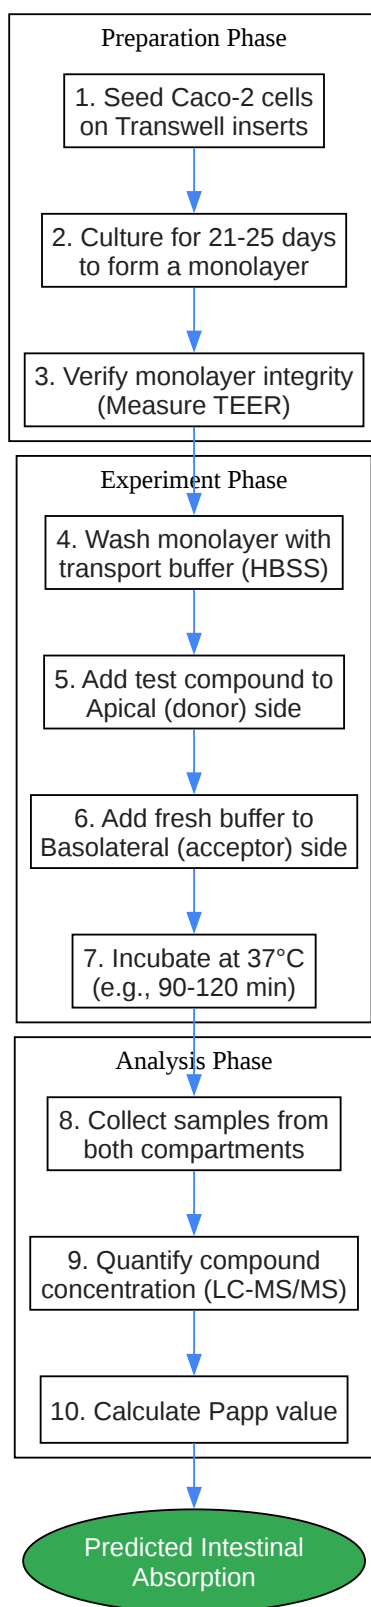 Preparation Phase
1. Seed Caco-2 cells
on Transwell inserts
2. Culture for 21-25 days
to form a monolayer
3. Verify monolayer integrity
(Measure TEER)
Experiment Phase
4. Wash monolayer with
transport buffer (HBSS)
5. Add test compound to
Apical (donor) side
6. Add fresh buffer to
Basolateral (acceptor) side
7. Incubate at 37°C
(e.g., 90-120 min)
Analysis Phase
8. Collect samples from
both compartments
9. Quantify compound
concentration (LC-MS/MS)
10. Calculate Papp value
Predicted Intestinal
Absorption